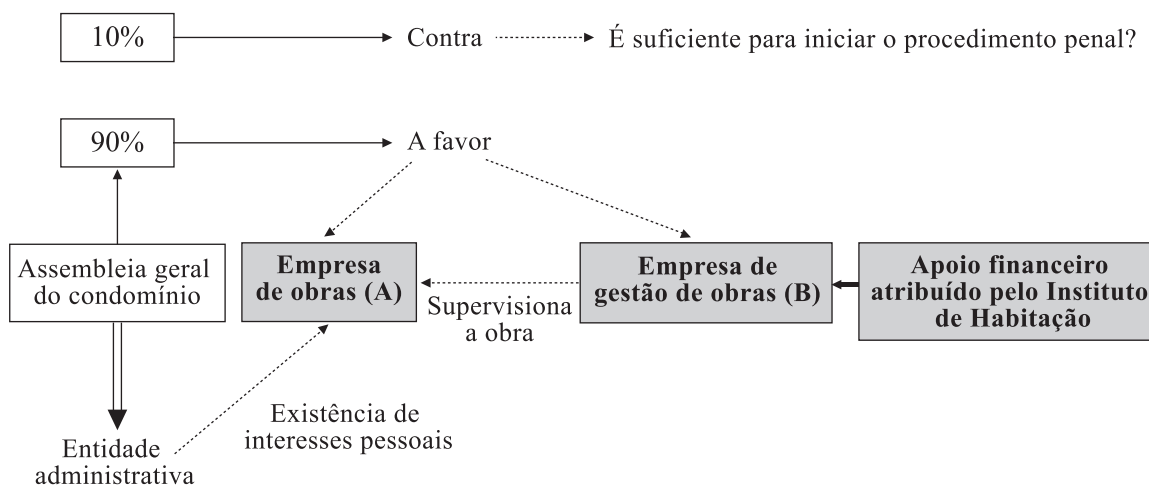 10%
Contra
É suficiente para iniciar o procedimento penal?
90%
A favor
Assembleia geral
do condomínio
Empresa
de obras (A)
Supervisiona
a obra
Empresa de
gestão de obras (B)
Apoio financeiro
atribuído pelo Instituto
de Habitação
Existência de
interesses pessoais
Entidade
administrativa